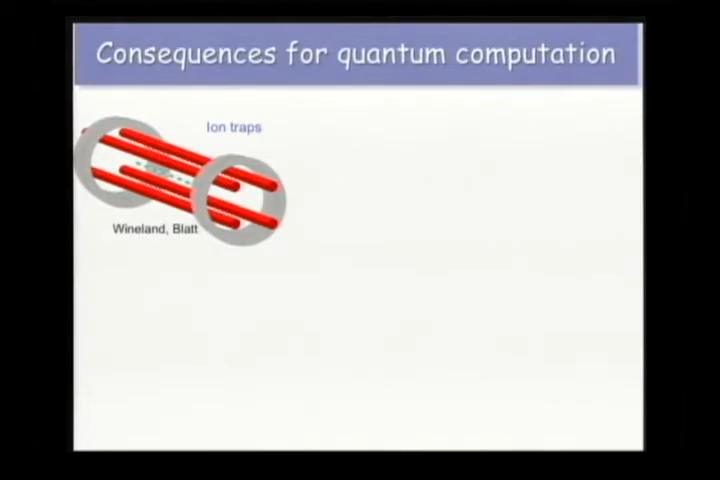 Consequences for quantum computation
Ion traps
Wineland, Blatt